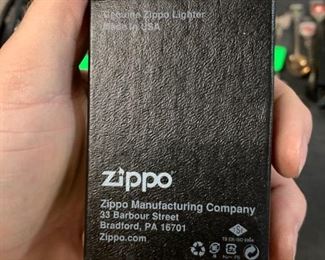 Genuine Zippo Lighter
Made in USA
zippo
Zippo Manufacturing Company
33 Barbour Street
Bradford, PA 16701
Zippo.com